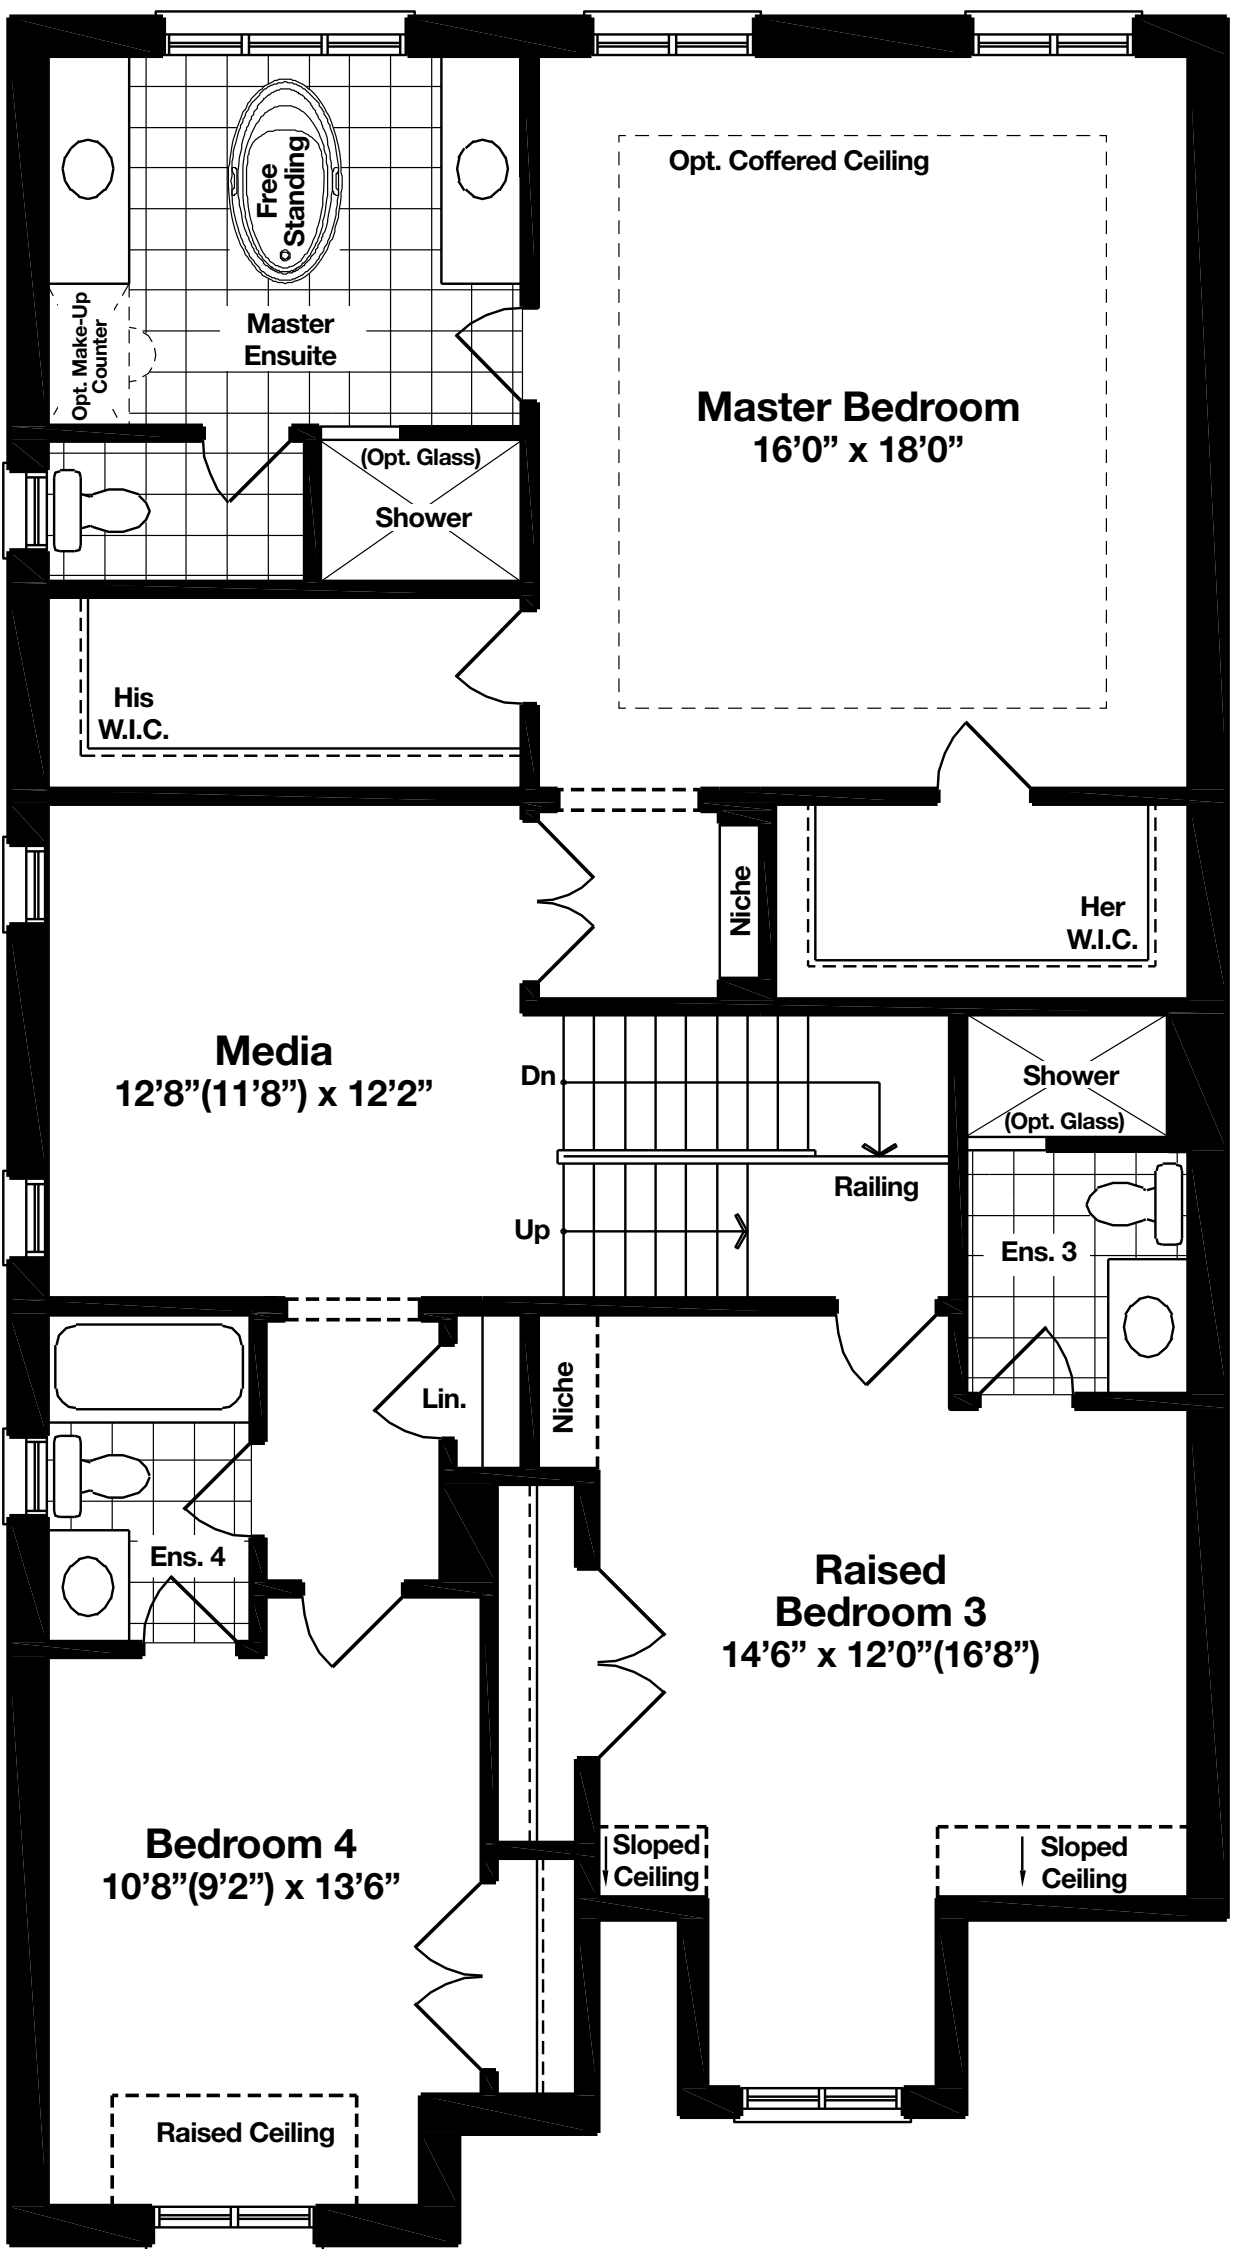 Opt. Coffered Ceiling
Free
Standing
Opt. Make-Up
Counter
Master
Ensuite
Master Bedroom
16’0” x 18’0”
(Opt. Glass)
Shower
His
W.I.C.
Niche
Her
W.I.C.
Media
12’8”(11’8”) x 12’2”
Dn
Shower
(Opt. Glass)
Railing
Up
Ens. 3
Lin.
Niche
Ens. 4
Raised
Bedroom 3
14’6” x 12’0”(16’8”)
Bedroom 4
10’8”(9’2”) x 13’6”
Sloped
Ceiling
Sloped
Ceiling
Raised Ceiling